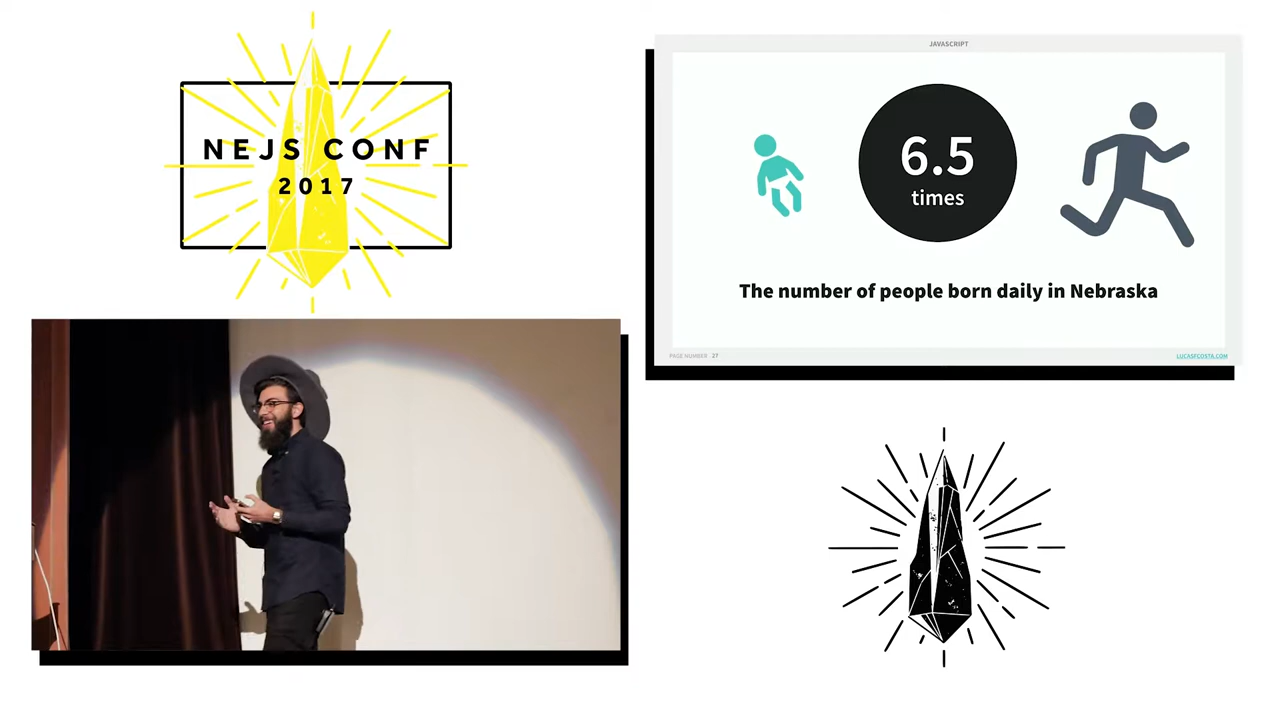 NEJS CONF
2017
JAVASCRIPT
6.5
times
The number of people born daily in Nebraska
PAGE NUMBER 27
LUCASFCOSTA.COM